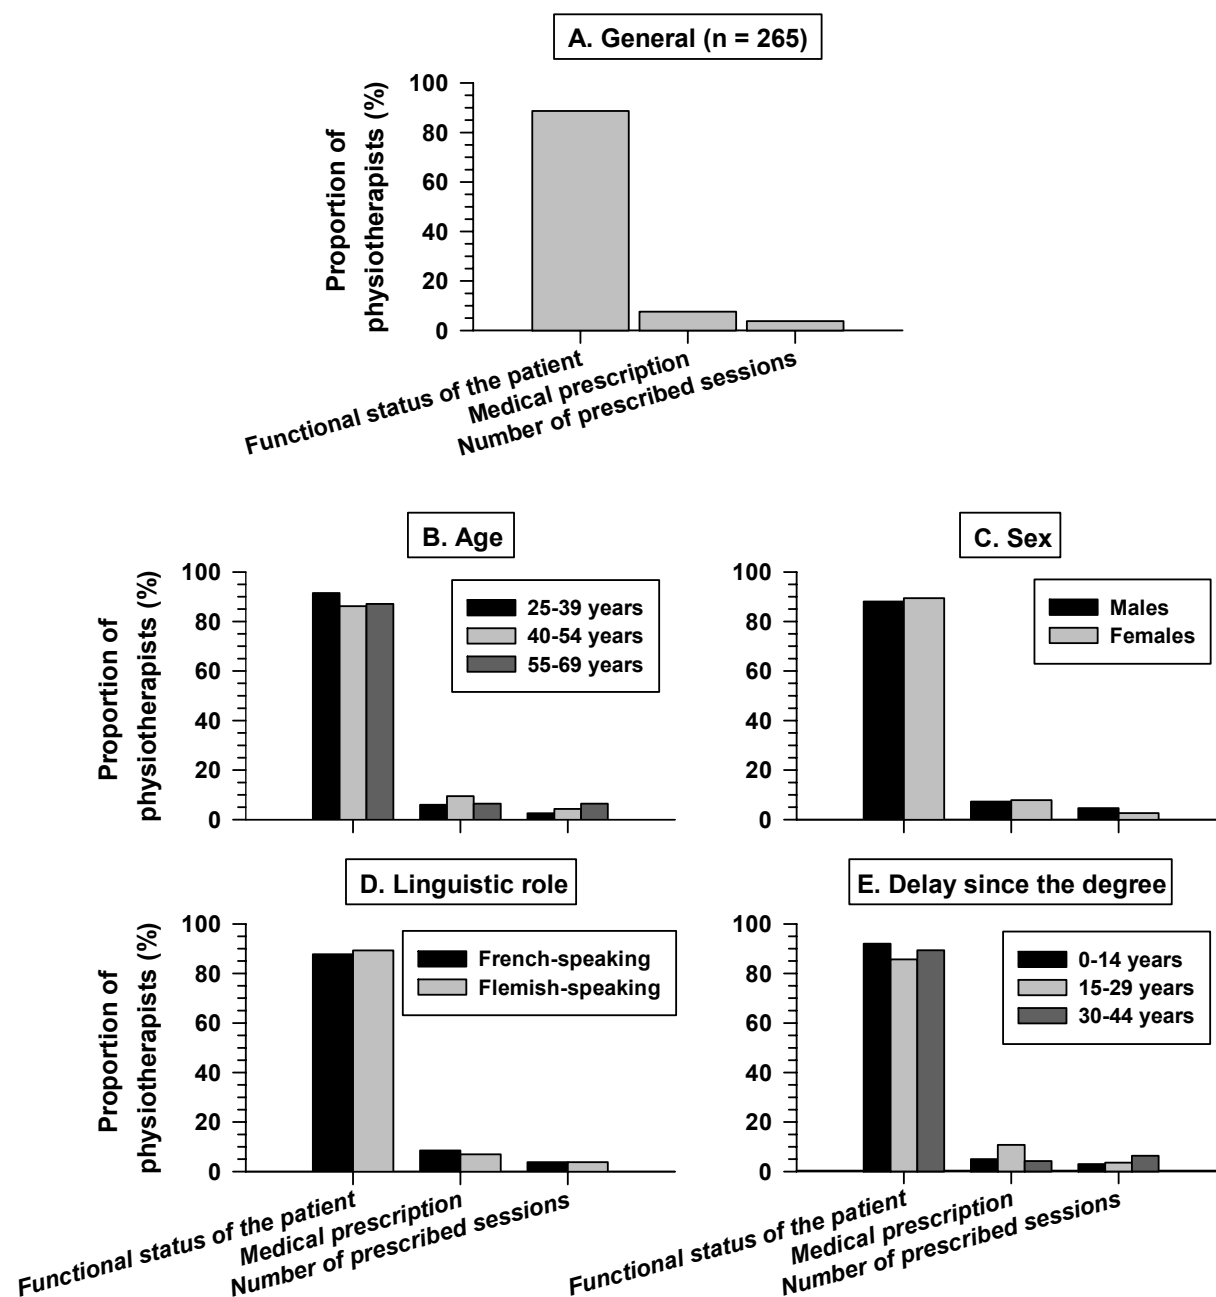 A. General (n = 265)
Proportion of
physiotherapists (%)
100
80
60
40
20
0
Functional status of the patient
Medical prescription
Number of prescribed sessions
B. Age
Proportion of
physiotherapists (%)
100
80
60
40
20
0
25-39 years
40-54 years
55-69 years
C. Sex
100
80
60
40
20
0
Males
Females
D. Linguistic role
Proportion of
physiotherapists (%)
100
80
60
40
20
0
French-speaking
Flemish-speaking
Functional status of the patient
Medical prescription
Number of prescribed sessions
E. Delay since the degree
100
80
60
40
20
0
0-14 years
15-29 years
30-44 years
Functional status of the patient
Medical prescription
Number of prescribed sessions